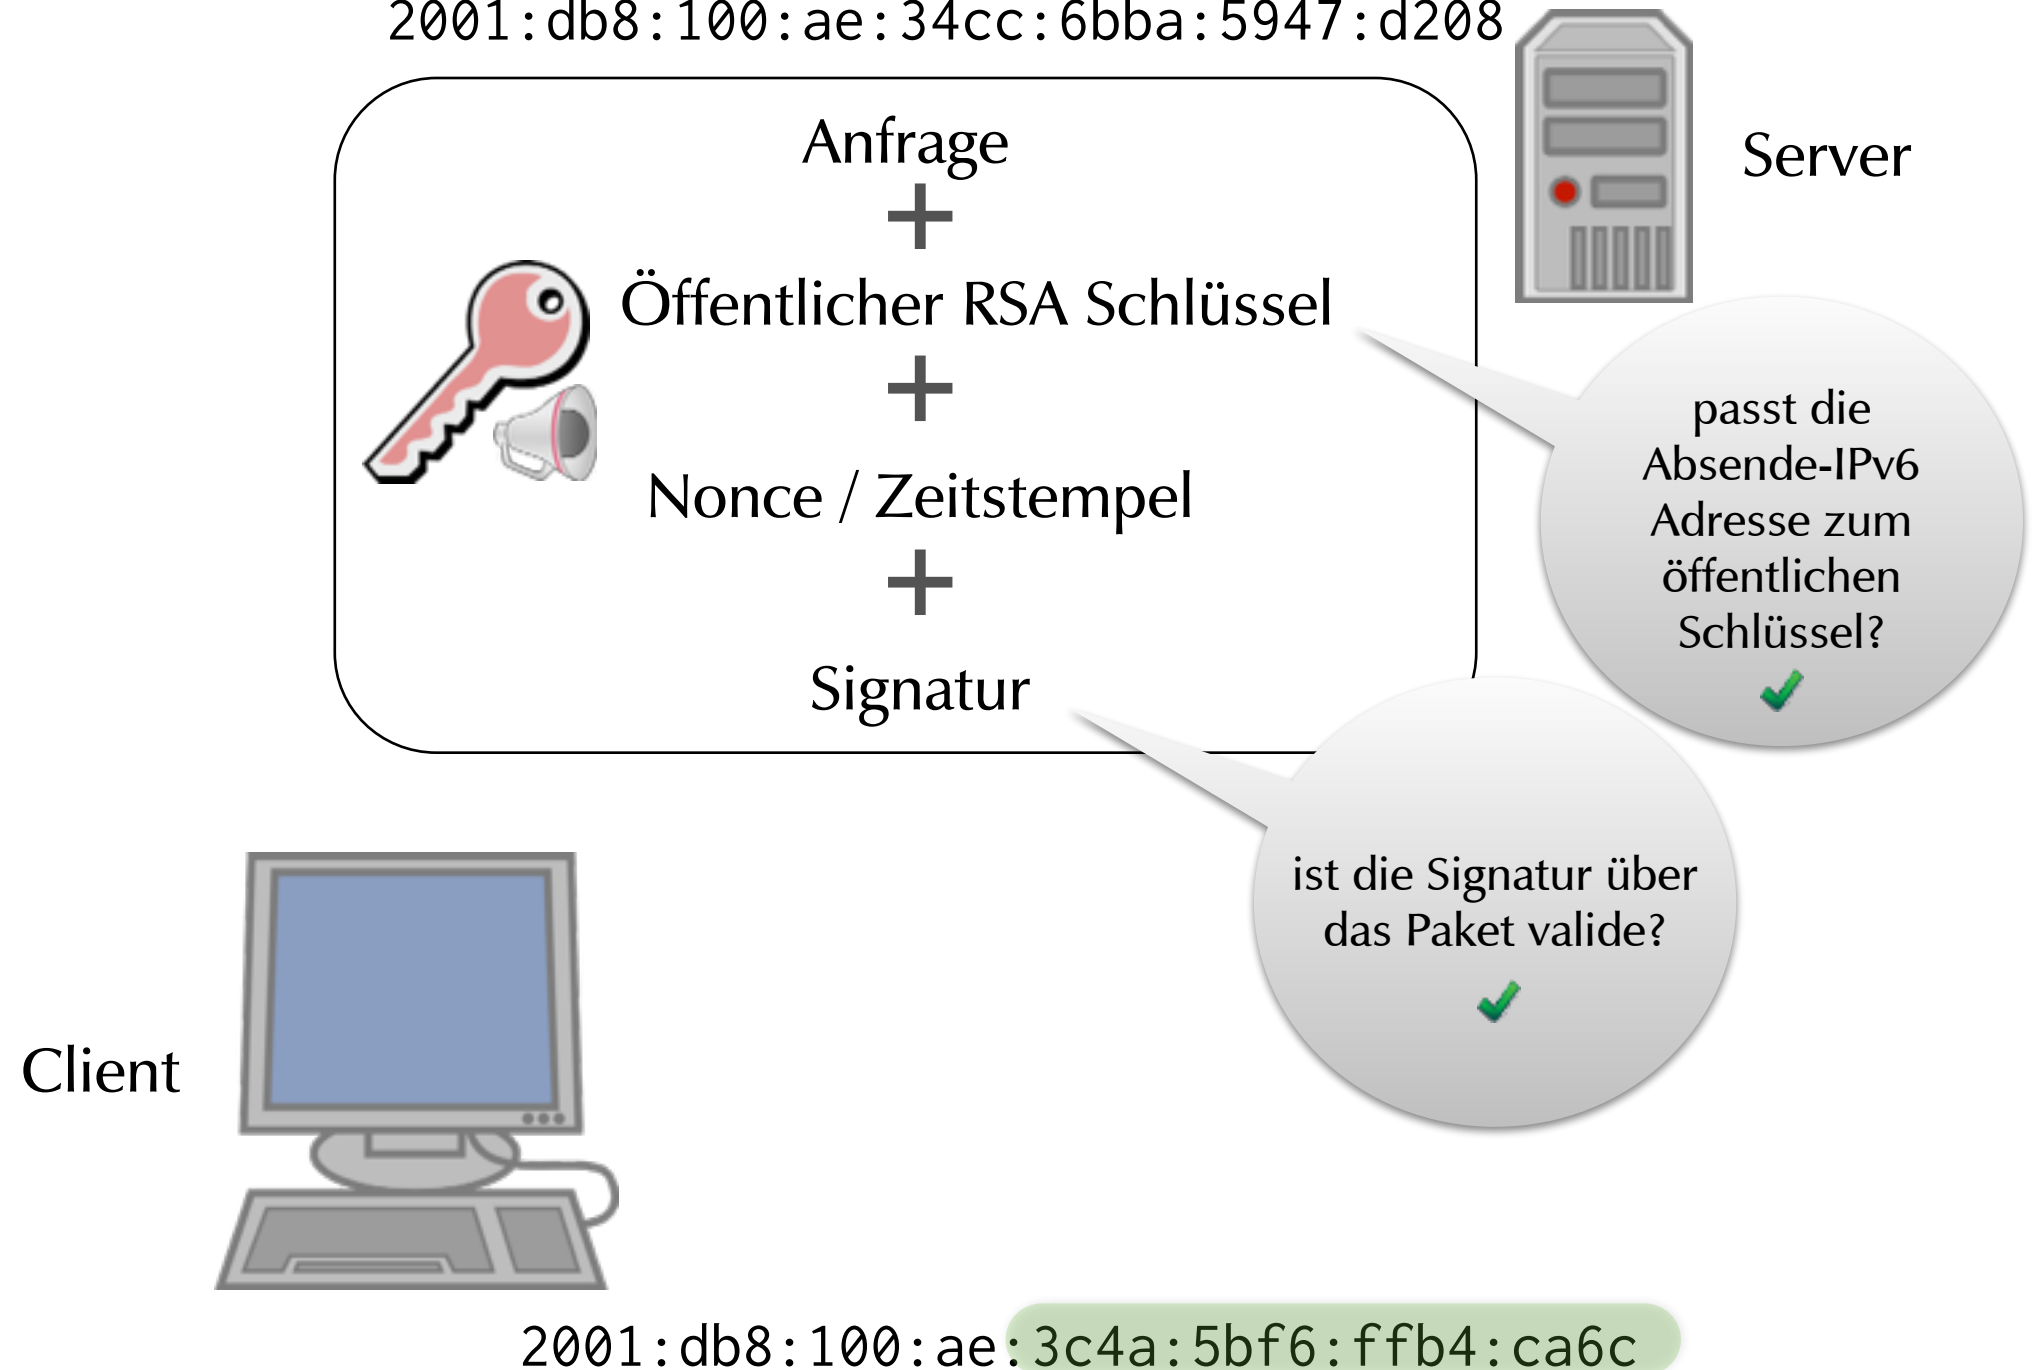 2001:db8:100:ae:34cc:6bba:5947:d208
Anfrage
+
Öffentlicher RSA Schlüssel
+
Nonce / Zeitstempel
+
Signatur
Server
passt die
Absende-IPv6
Adresse zum
öffentlichen
Schlüssel?
ist die Signatur über
das Paket valide?
Client
2001:db8:100:ae:3c4a:5bf6:ffb4:ca6c